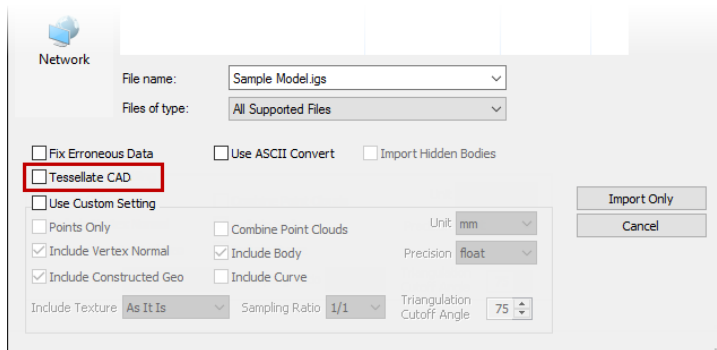 Network
File name: Sample Model.igs
Files of type: All Supported Files
Fix Erroneous Data Use ASCII Convert Import Hidden Bodies
Tessellate CAD
Use Custom Setting
Import Only
Points Only Combine Point Clouds Unit mm
Cancel
Include Vertex Normal Include Body Precision float
Include Constructed Geo Include Curve
Include Texture As It Is Sampling Ratio 1/1 Triangulation
Cutoff Angle 75